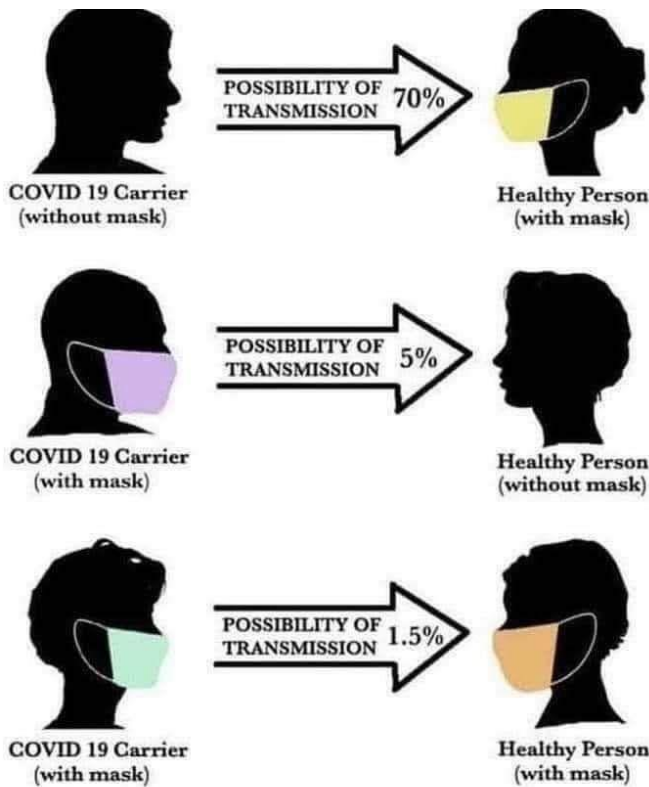 POSSIBILITY OF
TRANSMISSION 70%
COVID 19 Carrier
(without mask)
Healthy Person
(with mask)
POSSIBILITY OF
TRANSMISSION 5%
COVID 19 Carrier
(with mask)
Healthy Person
(without mask)
POSSIBILITY OF
TRANSMISSION 1.5%
COVID 19 Carrier
(with mask)
Healthy Person
(with mask)